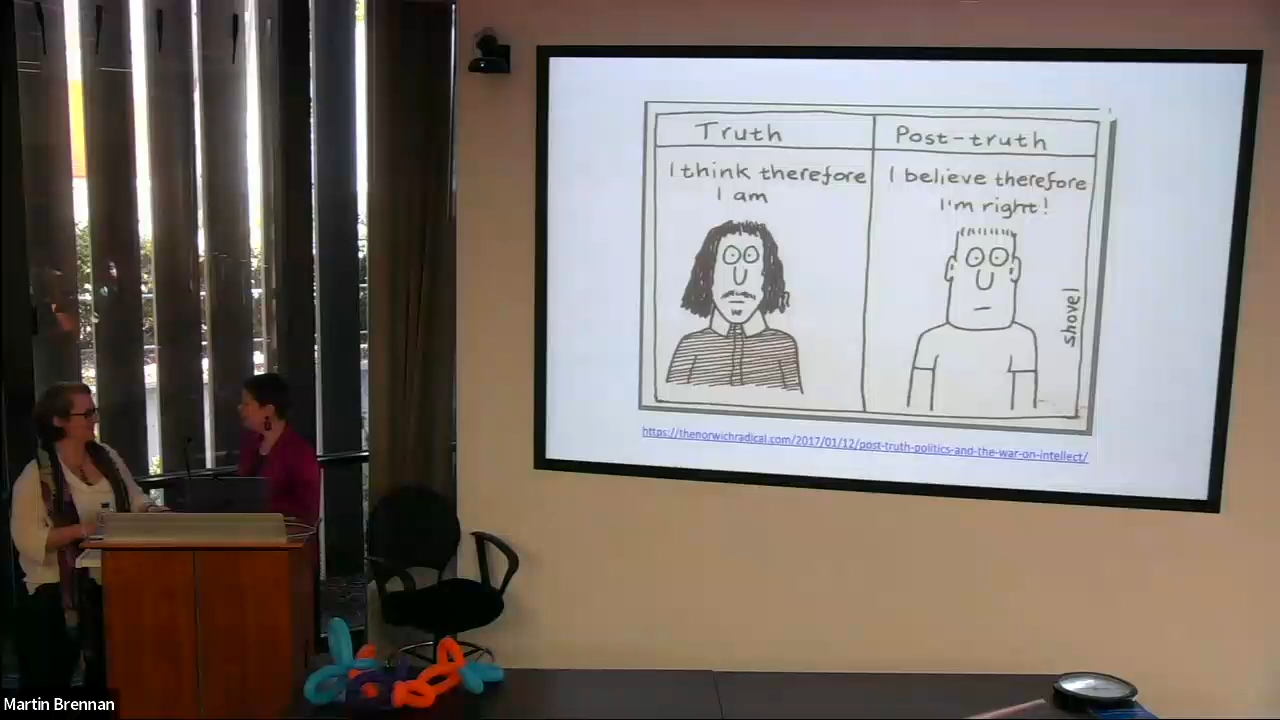 Truth
Post-truth
I think therefore
I am
I believe therefore
I'm right!
shovel
https://thenorwichradical.com/2017/01/12/post-truth-politics-and-the-war-on-intellect/
Martin Brennan